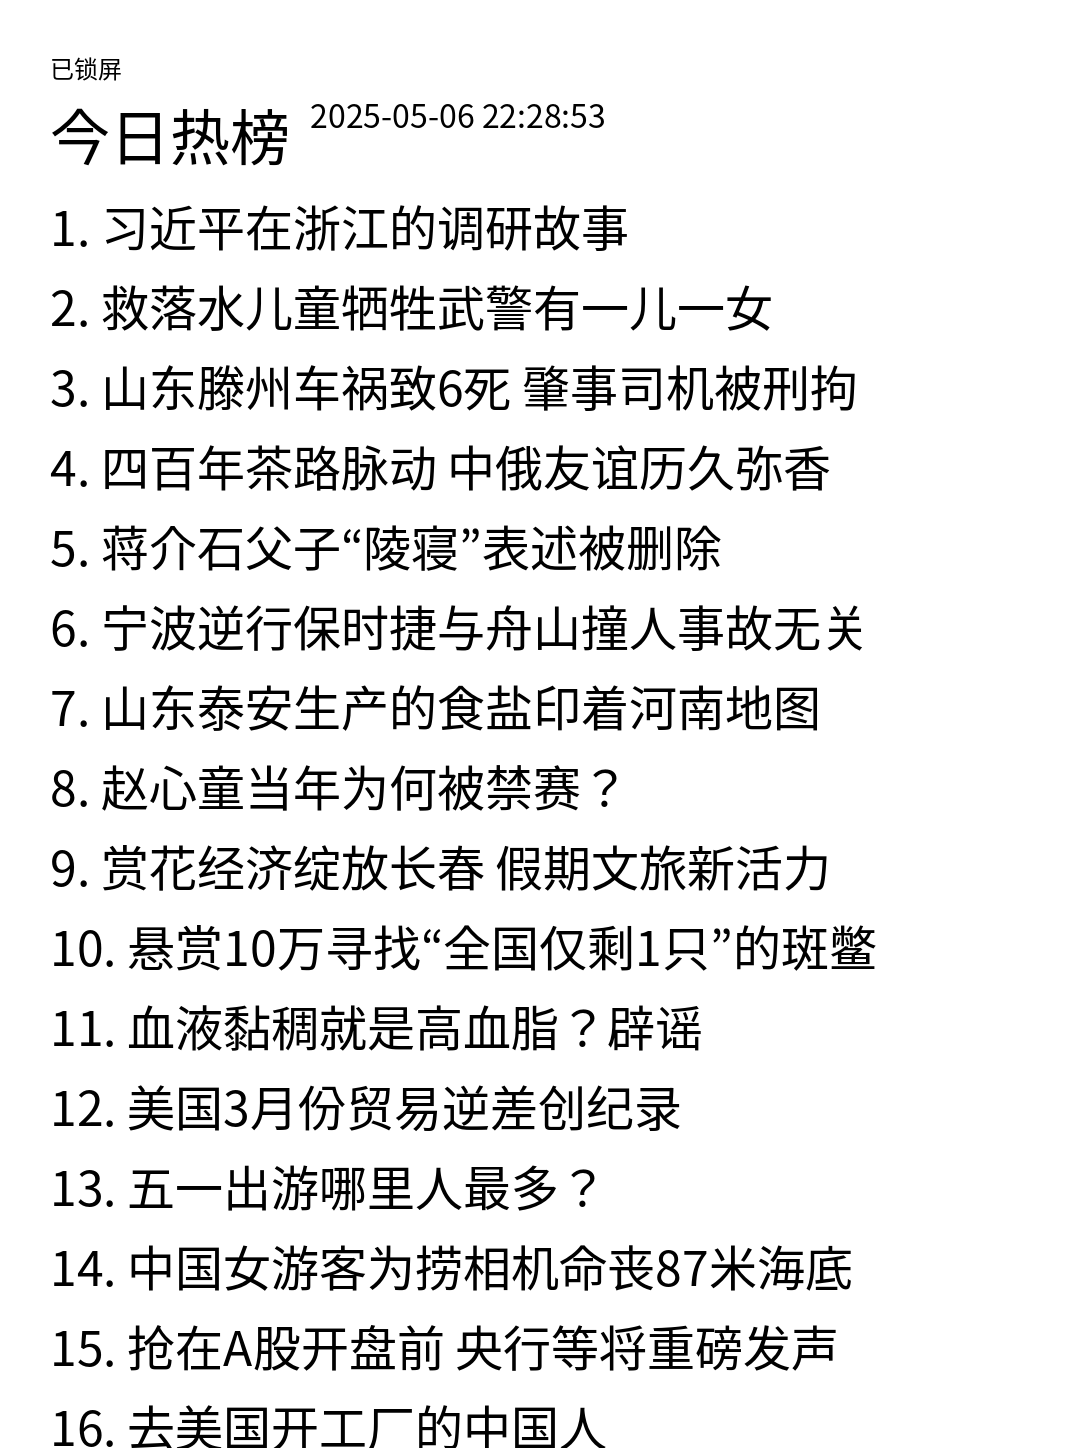 已锁屏
今日热榜 2025-05-06 22:28:53
1. 习近平在浙江的调研故事
2. 救落水儿童牺牲武警有一儿一女
3. 山东滕州车祸致6死 肇事司机被刑拘
4. 四百年茶路脉动 中俄友谊历久弥香
5. 蒋介石父子“陵寝”表述被删除
6. 宁波逆行保时捷与舟山撞人事故无关
7. 山东泰安生产的食盐印着河南地图
8. 赵心童当年为何被禁赛？
9. 赏花经济绽放长春 假期文旅新活力
10. 悬赏10万寻找“全国仅剩1只”的斑鳖
11. 血液黏稠就是高血脂？辟谣
12. 美国3月份贸易逆差创纪录
13. 五一出游哪里人最多？
14. 中国女游客为捞相机命丧87米海底
15. 抢在A股开盘前 央行等将重磅发声
16. 去美国开工厂的中国人